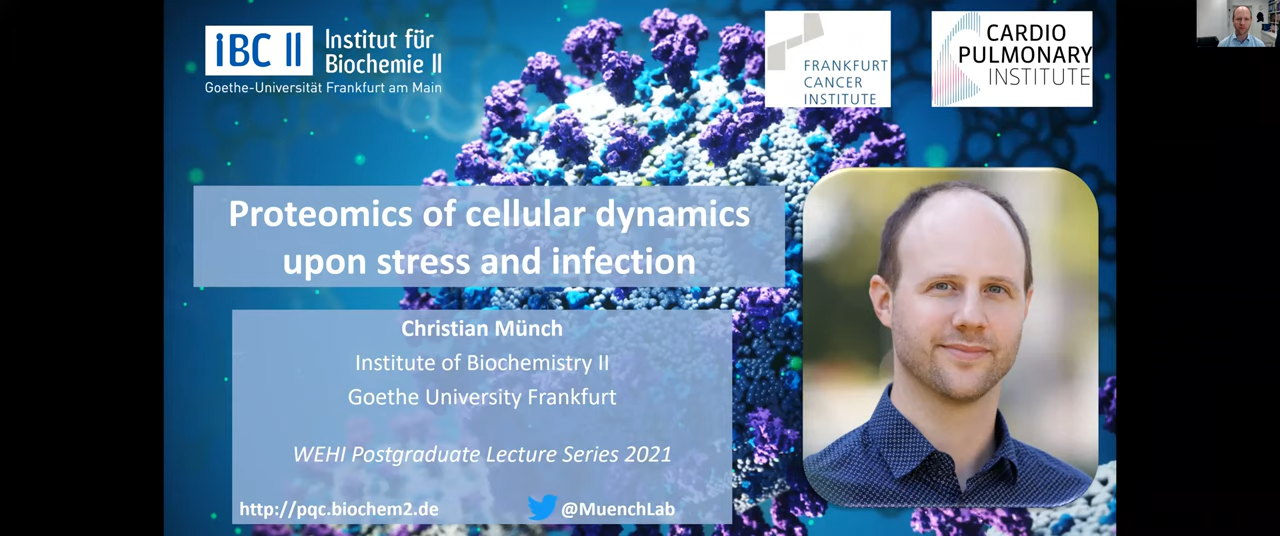 iBC II
Institut für
Biochemie II
Goethe-Universität Frankfurt am Main
FRANKFURT
CANCER
INSTITUTE
CARDIO
PULMONARY
INSTITUTE
Proteomics of cellular dynamics
upon stress and infection
Christian Münch
Institute of Biochemistry II
Goethe University Frankfurt
WEHI Postgraduate Lecture Series 2021
http://pqc.biochem2.de
@MuenchLab